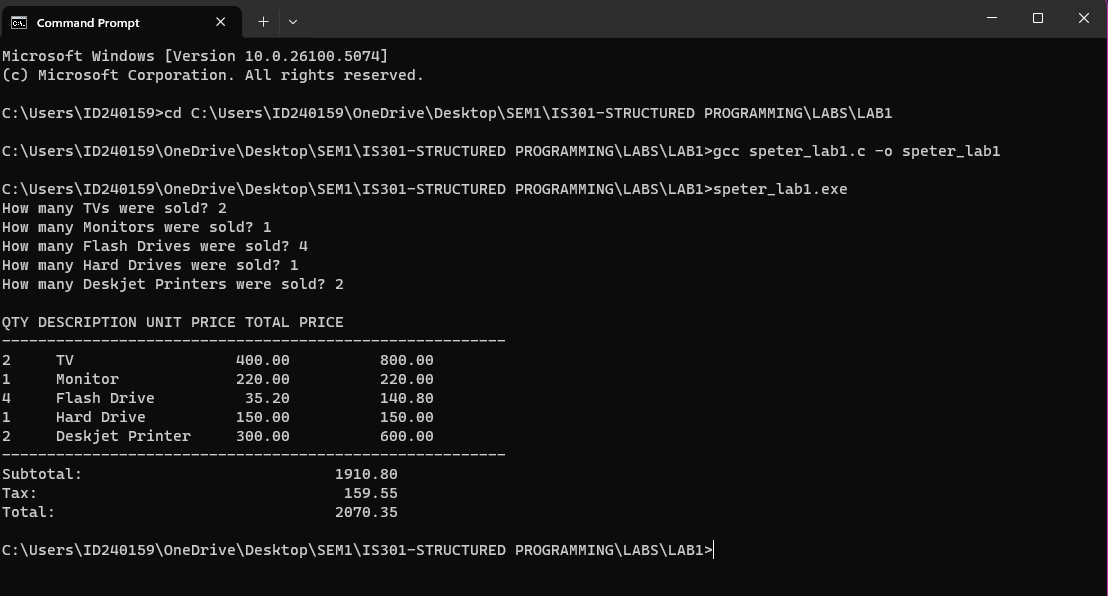 Command Prompt
Microsoft Windows [Version 10.0.26100.5074]
(c) Microsoft Corporation. All rights reserved.
C:\Users\ID240159>cd C:\Users\ID240159\OneDrive\Desktop\SEM1\IS301-STRUCTURED PROGRAMMING\LABS\LAB1
C:\Users\ID240159\OneDrive\Desktop\SEM1\IS301-STRUCTURED PROGRAMMING\LABS\LAB1>gcc speter_lab1.c -o speter_lab1
C:\Users\ID240159\OneDrive\Desktop\SEM1\IS301-STRUCTURED PROGRAMMING\LABS\LAB1>speter_lab1.exe
How many TVs were sold? 2
How many Monitors were sold? 1
How many Flash Drives were sold? 4
How many Hard Drives were sold? 1
How many Deskjet Printers were sold? 2
QTY DESCRIPTION UNIT PRICE TOTAL PRICE
--------------------------------------------------------
2     TV                  400.00          800.00
1     Monitor             220.00          220.00
4     Flash Drive          35.20          140.80
1     Hard Drive          150.00          150.00
2     Deskjet Printer     300.00          600.00
--------------------------------------------------------
Subtotal:                            1910.80
Tax:                                  159.55
Total:                               2070.35
C:\Users\ID240159\OneDrive\Desktop\SEM1\IS301-STRUCTURED PROGRAMMING\LABS\LAB1>